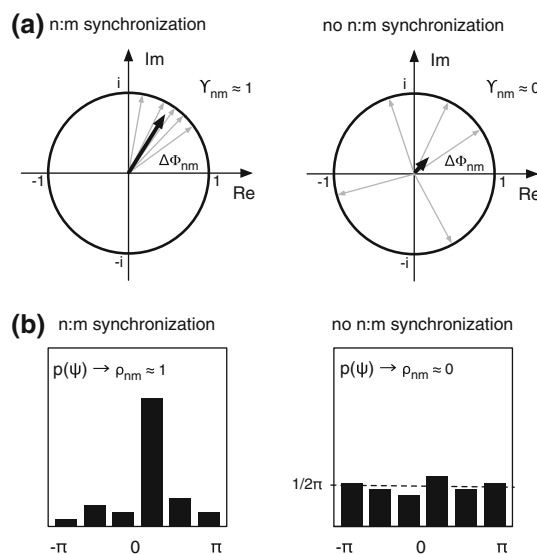 (a) n:m synchronization no n:m synchronization
Im Im
i ϒnm ≈ 1 i ϒnm ≈ 0
ΔΦnm ΔΦnm
-1 1 -1 1
Re Re
-i -i
(b) n:m synchronization no n:m synchronization
p(ψ) → ρnm ≈ 1 p(ψ) → ρnm ≈ 0
1/2π
-π 0 π -π 0 π